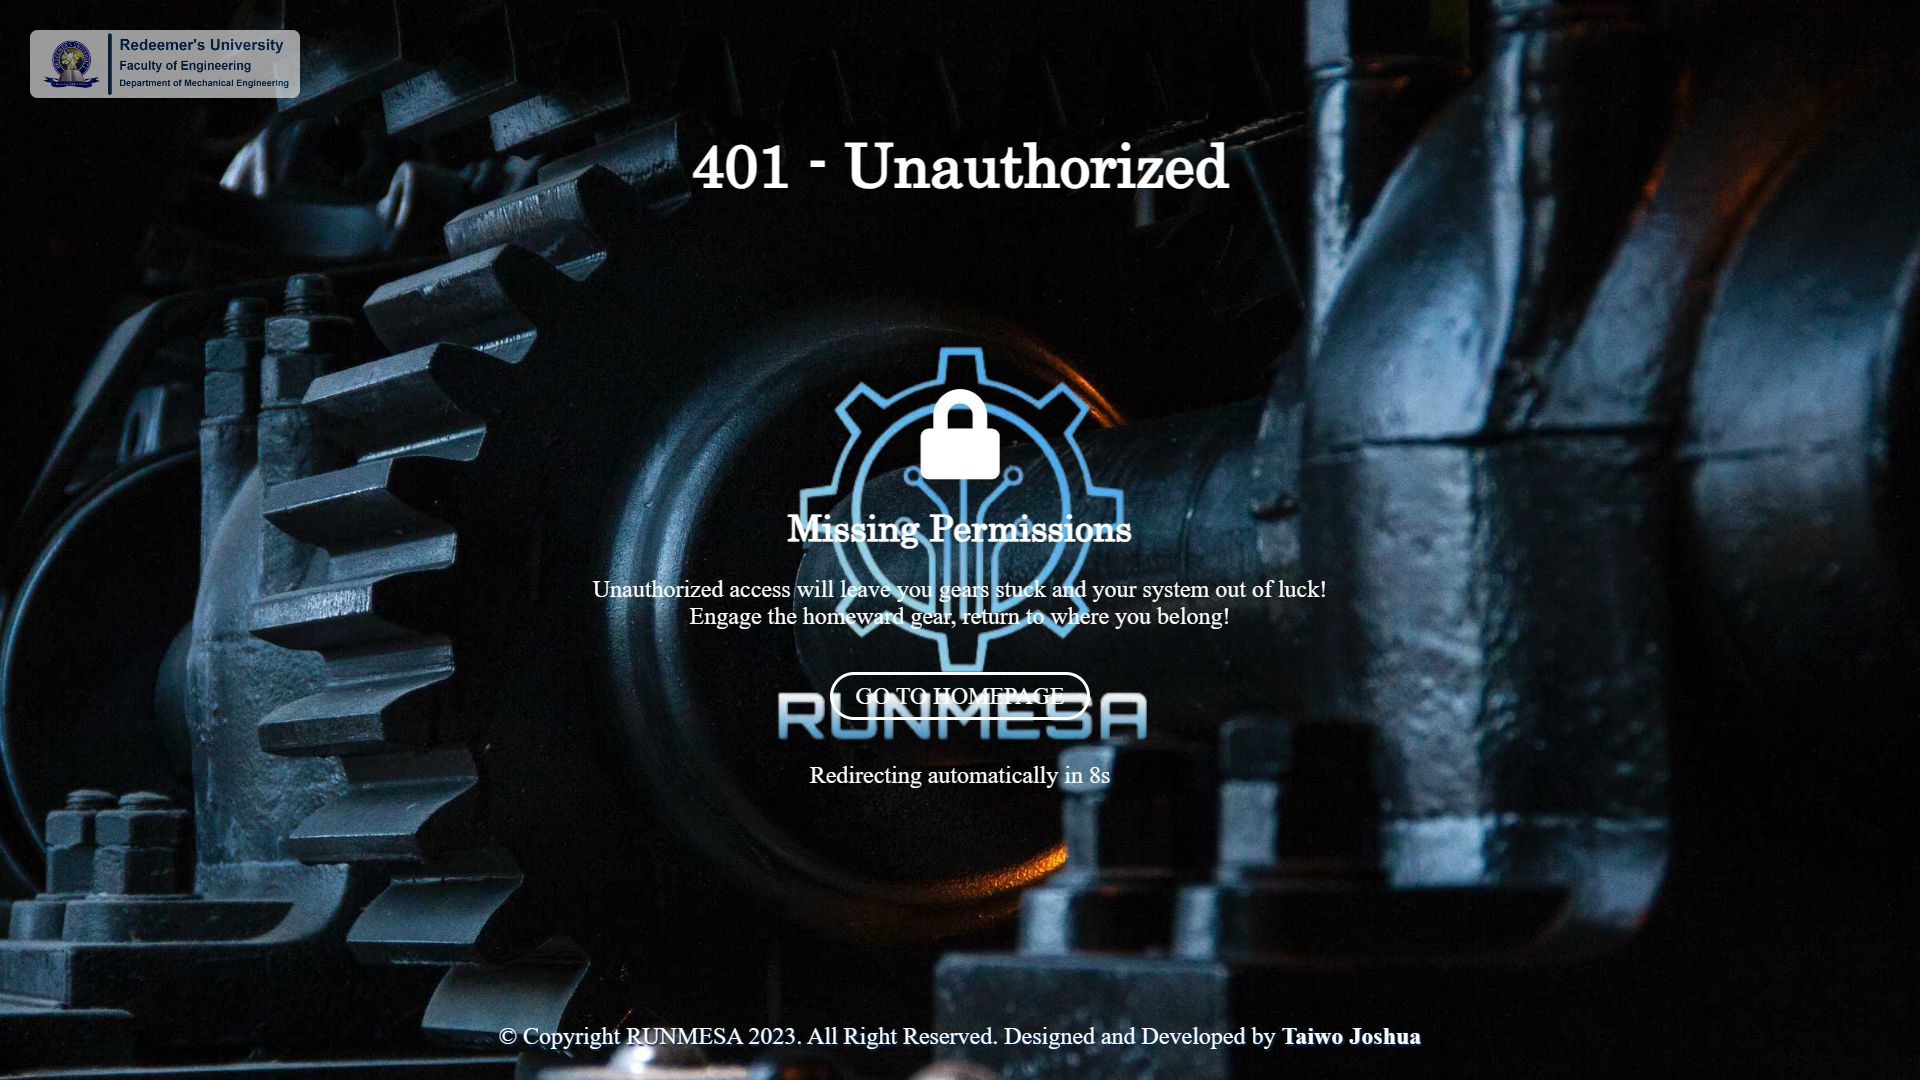 Redeemer's University
Faculty of Engineering
Department of Mechanical Engineering
401 - Unauthorized
Missing Permissions
Unauthorized access will leave you gears stuck and your system out of luck!
Engage the homeward gear, return to where you belong!
GO TO HOMEPAGE
RUNMESA
Redirecting automatically in 8s
© Copyright RUNMESA 2023. All Right Reserved. Designed and Developed by Taiwo Joshua